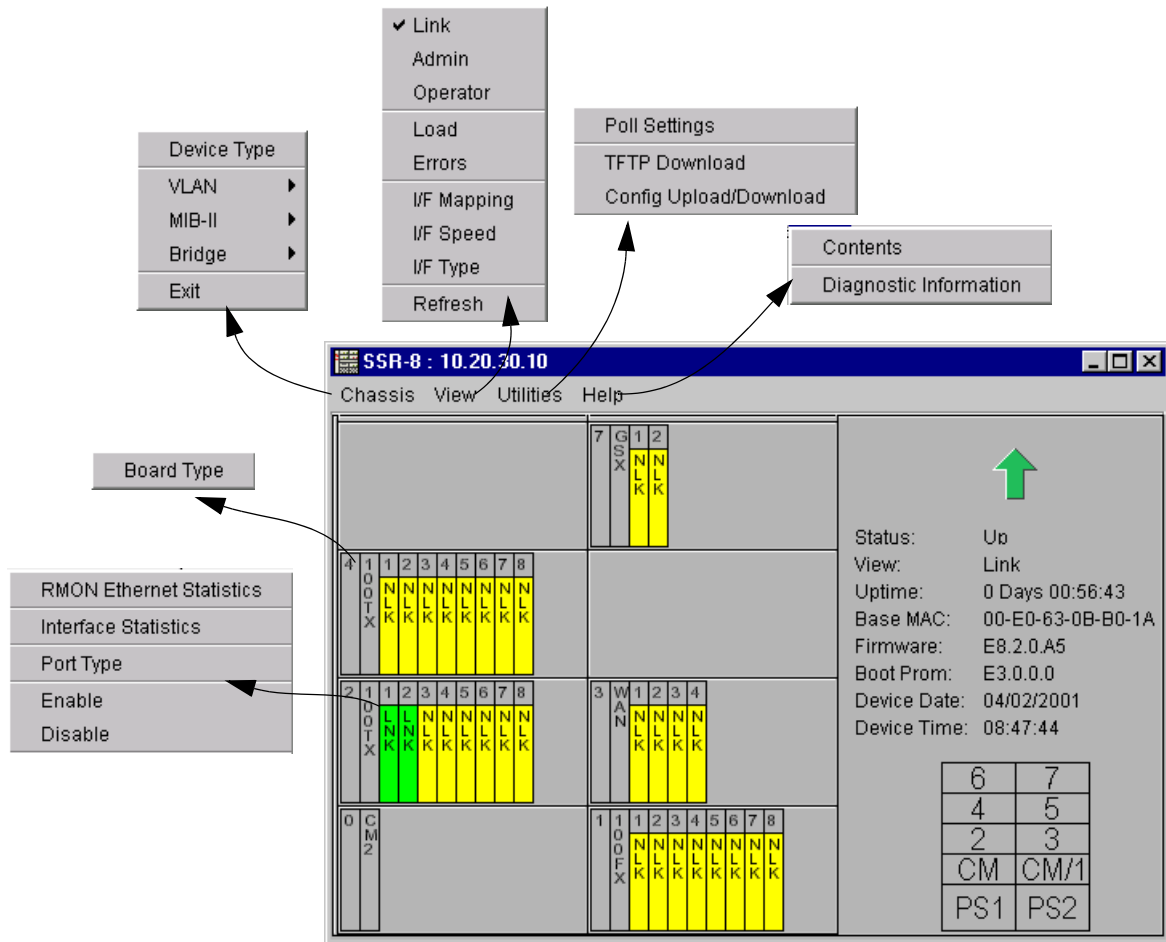 ✔ Link
Admin
Operator
Load
Errors
I/F Mapping
I/F Speed
I/F Type
Refresh
Poll Settings
TFTP Download
Config Upload/Download
Device Type
VLAN
MIB-II
Bridge
Exit
Contents
Diagnostic Information
SSR-8 : 10.20.30.10
Chassis View Utilities Help
Board Type
RMON Ethernet Statistics
Interface Statistics
Port Type
Enable
Disable
7 GSX 1 2
NLK NLK
4 100TX 1 2 3 4 5 6 7 8
NLK NLK NLK NLK NLK NLK NLK NLK
2 100TX 1 2 3 4 5 6 7 8
LNK LNK NLK NLK NLK NLK NLK NLK
3 WAN 1 2 3 4
NLK NLK NLK NLK
0 CM2
1 100FX 1 2 3 4 5 6 7 8
NLK NLK NLK NLK NLK NLK NLK NLK
Status: Up
View: Link
Uptime: 0 Days 00:56:43
Base MAC: 00-E0-63-0B-B0-1A
Firmware: E8.2.0.A5
Boot Prom: E3.0.0.0
Device Date: 04/02/2001
Device Time: 08:47:44
6 7
4 5
2 3
CM CM/1
PS1 PS2